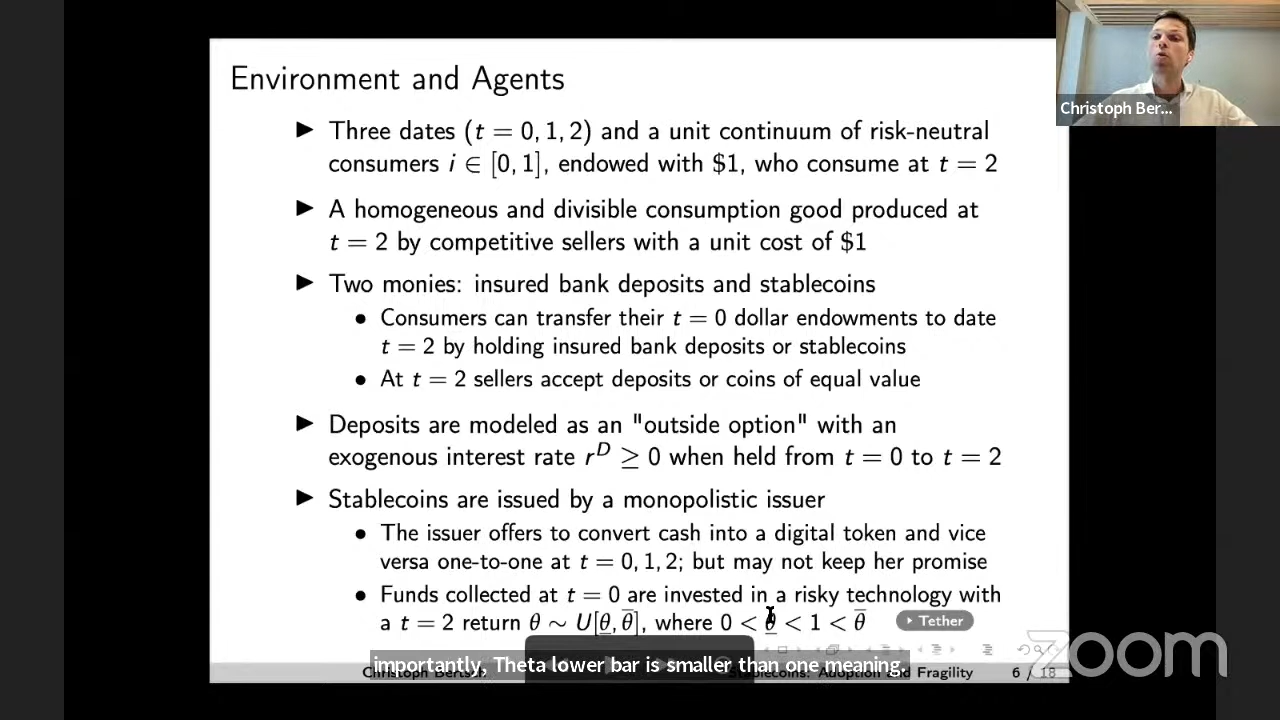 Environment and Agents
▶ Three dates (t = 0, 1, 2) and a unit continuum of risk-neutral
consumers i ∈ [0, 1], endowed with $1, who consume at t = 2
▶ A homogeneous and divisible consumption good produced at
t = 2 by competitive sellers with a unit cost of $1
▶ Two monies: insured bank deposits and stablecoins
• Consumers can transfer their t = 0 dollar endowments to date
t = 2 by holding insured bank deposits or stablecoins
• At t = 2 sellers accept deposits or coins of equal value
▶ Deposits are modeled as an "outside option" with an
exogenous interest rate r^D ≥ 0 when held from t = 0 to t = 2
▶ Stablecoins are issued by a monopolistic issuer
• The issuer offers to convert cash into a digital token and vice
versa one-to-one at t = 0, 1, 2; but may not keep her promise
• Funds collected at t = 0 are invested in a risky technology with
a t = 2 return θ ~ U[θ̲, θ̅], where 0 < θ̲ < 1 < θ̅ ▸ Tether
importantly, Theta lower bar is smaller than one meaning.
Christoph Berts
Stablecoins: Adoption and Fragility 6 / 18
Christoph Ber...
zoom